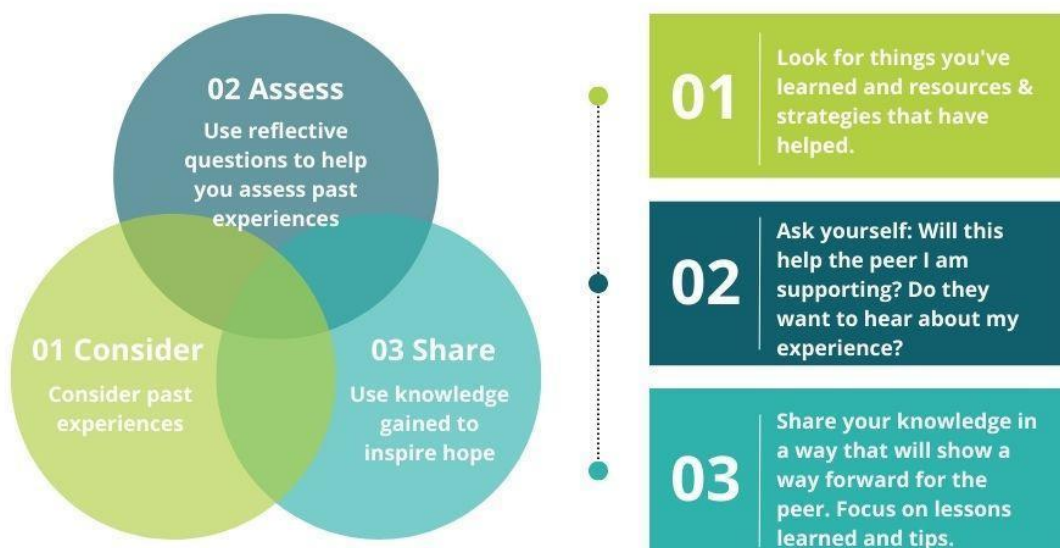 02 Assess
Use reflective
questions to help
you assess past
experiences
01 Consider
Consider past
experiences
03 Share
Use knowledge
gained to
inspire hope
01
Look for things you've
learned and resources &
strategies that have
helped.
02
Ask yourself: Will this
help the peer I am
supporting? Do they
want to hear about my
experience?
03
Share your knowledge in
a way that will show a
way forward for the
peer. Focus on lessons
learned and tips.